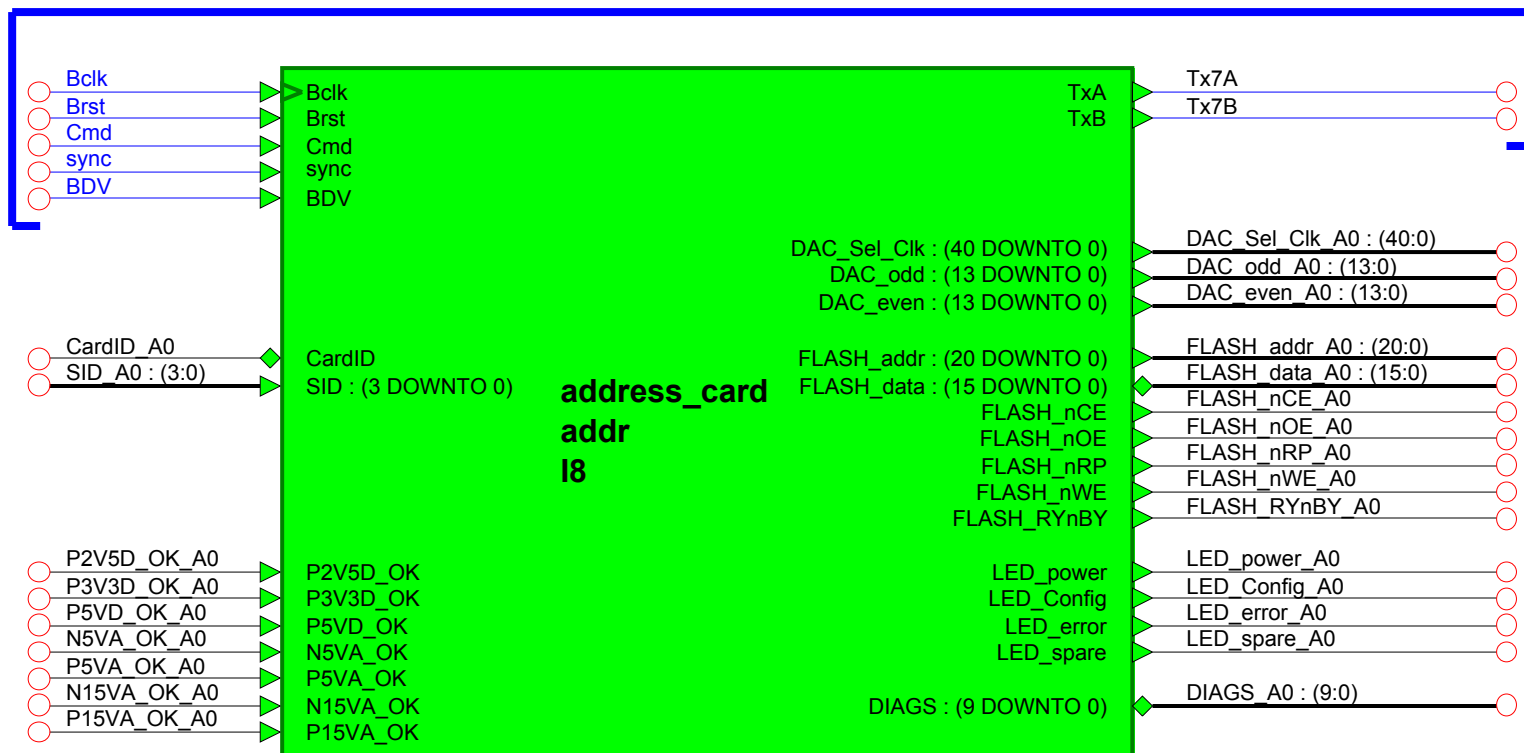 Bclk
Brst
Cmd
sync
BDV
CardID_A0
SID_A0 : (3:0)
P2V5D_OK_A0
P3V3D_OK_A0
P5VD_OK_A0
N5VA_OK_A0
P5VA_OK_A0
N15VA_OK_A0
P15VA_OK_A0
Bclk
Brst
Cmd
sync
BDV
CardID
SID : (3 DOWNTO 0)
P2V5D_OK
P3V3D_OK
P5VD_OK
N5VA_OK
P5VA_OK
N15VA_OK
P15VA_OK
address_card
addr
I8
TxA
TxB
DAC_Sel_Clk : (40 DOWNTO 0)
DAC_odd : (13 DOWNTO 0)
DAC_even : (13 DOWNTO 0)
FLASH_addr : (20 DOWNTO 0)
FLASH_data : (15 DOWNTO 0)
FLASH_nCE
FLASH_nOE
FLASH_nRP
FLASH_nWE
FLASH_RYnBY
LED_power
LED_Config
LED_error
LED_spare
DIAGS : (9 DOWNTO 0)
Tx7A
Tx7B
DAC_Sel_Clk_A0 : (40:0)
DAC_odd_A0 : (13:0)
DAC_even_A0 : (13:0)
FLASH_addr_A0 : (20:0)
FLASH_data_A0 : (15:0)
FLASH_nCE_A0
FLASH_nOE_A0
FLASH_nRP_A0
FLASH_nWE_A0
FLASH_RYnBY_A0
LED_power_A0
LED_Config_A0
LED_error_A0
LED_spare_A0
DIAGS_A0 : (9:0)